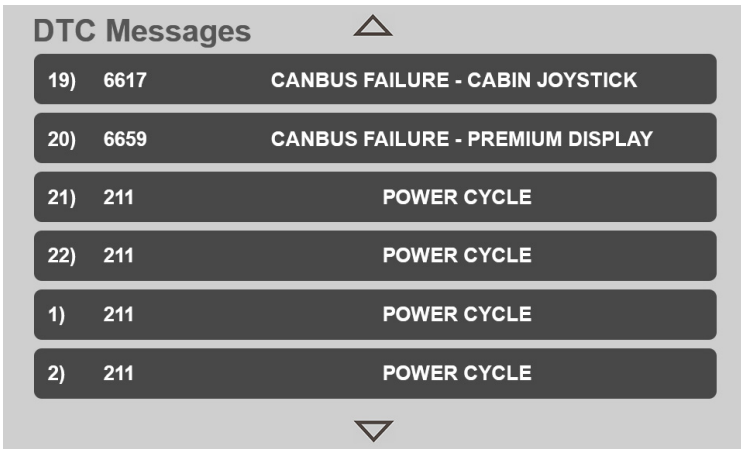 DTC Messages
19) 6617 CANBUS FAILURE - CABIN JOYSTICK
20) 6659 CANBUS FAILURE - PREMIUM DISPLAY
21) 211 POWER CYCLE
22) 211 POWER CYCLE
1) 211 POWER CYCLE
2) 211 POWER CYCLE